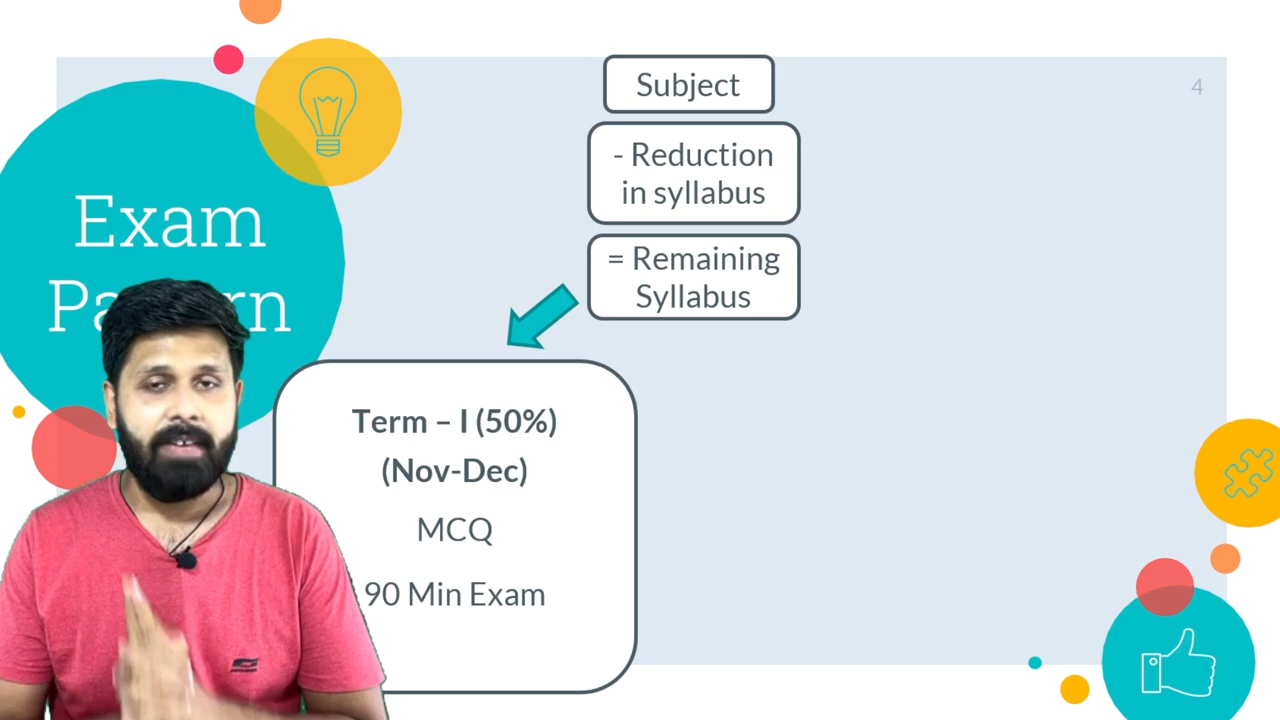 4
Subject
- Reduction
in syllabus
= Remaining
Syllabus
Exam
Term – I (50%)
(Nov-Dec)
MCQ
90 Min Exam